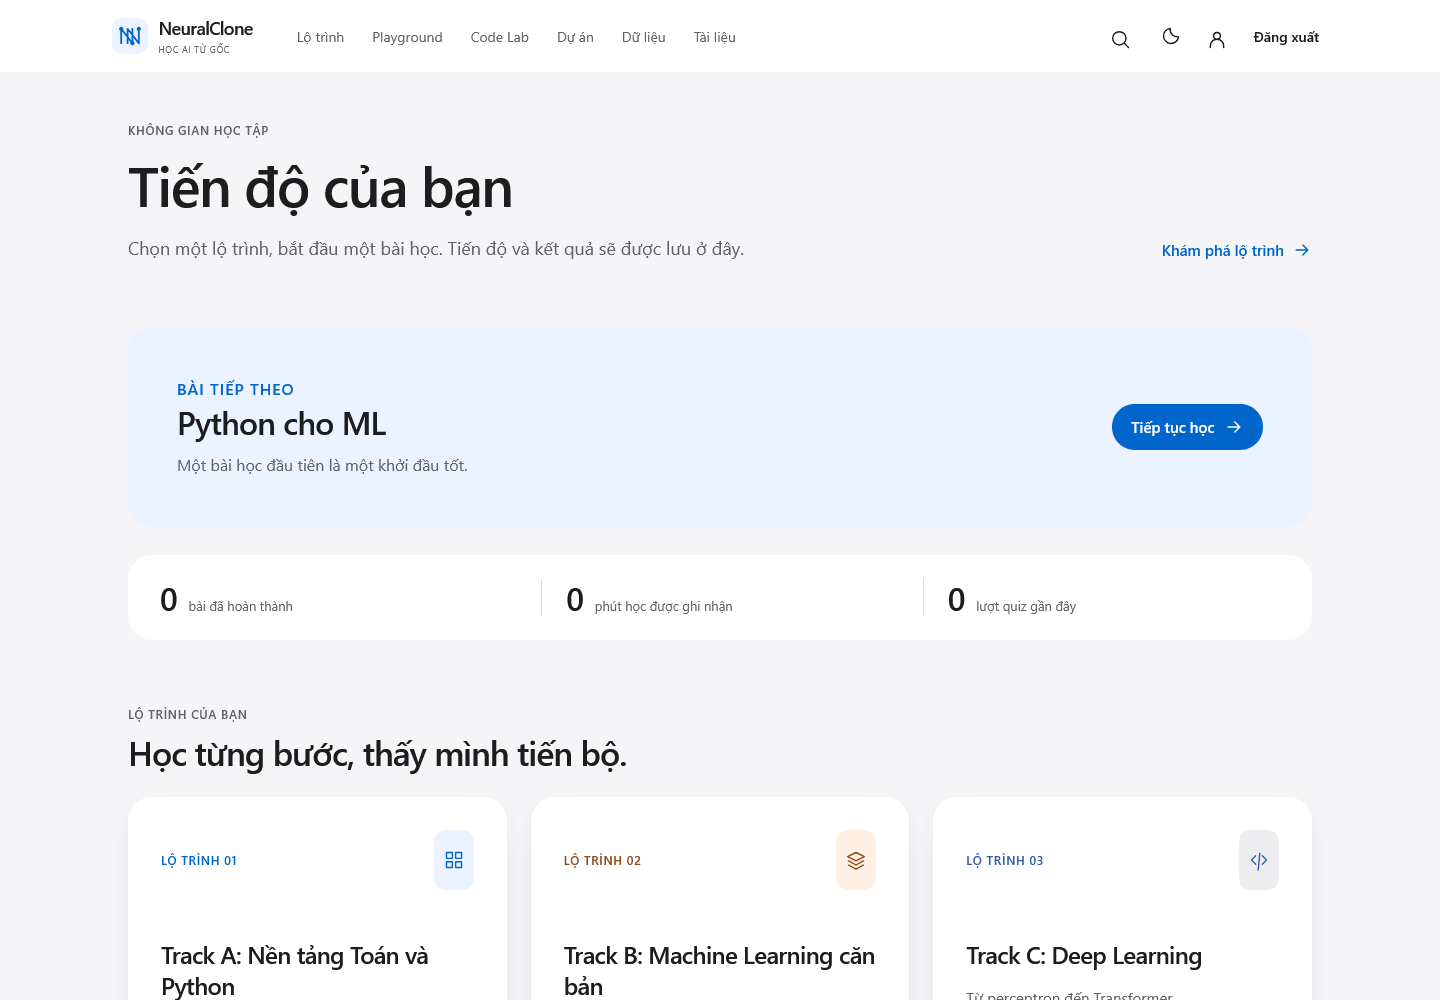 NeuralClone
HỌC AI TỪ GỐC
Lộ trình
Playground
Code Lab
Dự án
Dữ liệu
Tài liệu
Đăng xuất
KHÔNG GIAN HỌC TẬP
Tiến độ của bạn
Chọn một lộ trình, bắt đầu một bài học. Tiến độ và kết quả sẽ được lưu ở đây.
Khám phá lộ trình
BÀI TIẾP THEO
Python cho ML
Một bài học đầu tiên là một khởi đầu tốt.
Tiếp tục học
0 bài đã hoàn thành
0 phút học được ghi nhận
0 lượt quiz gần đây
LỘ TRÌNH CỦA BẠN
Học từng bước, thấy mình tiến bộ.
LỘ TRÌNH 01
Track A: Nền tảng Toán và
Python
LỘ TRÌNH 02
Track B: Machine Learning căn
bản
LỘ TRÌNH 03
Track C: Deep Learning
Từ perceptron đến Transformer